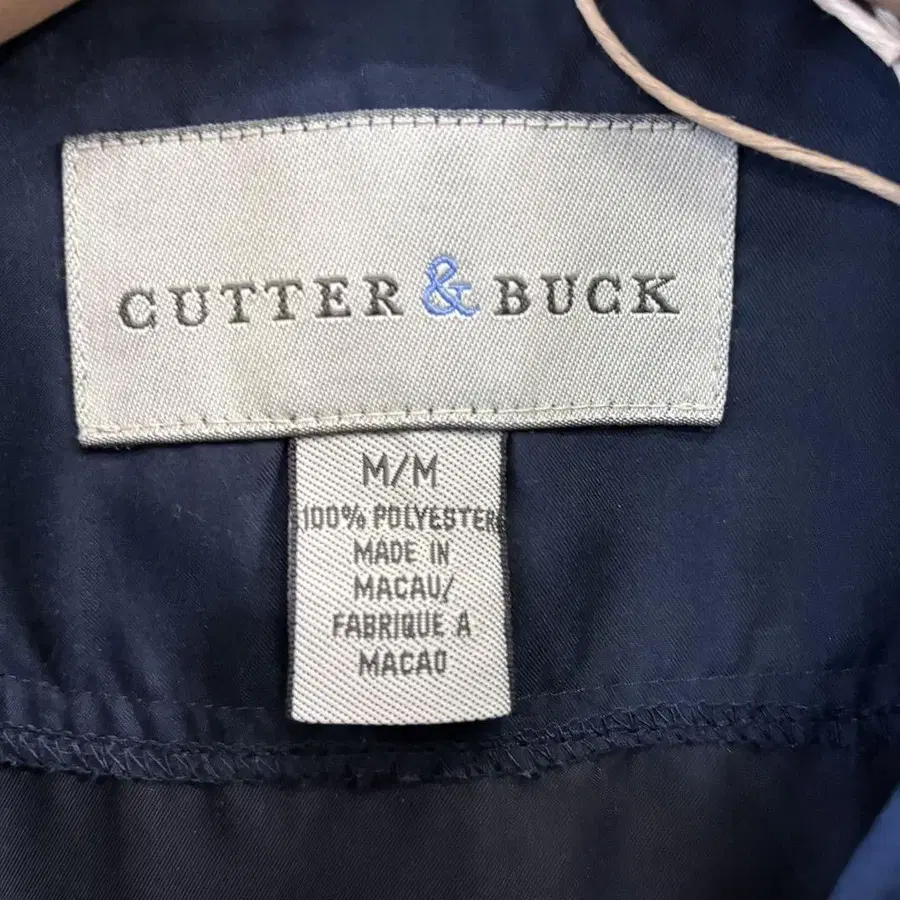 CUTTER & BUCK
M/M
100% POLYESTER
MADE IN
MACAU/
FABRIQUE A
MACAO